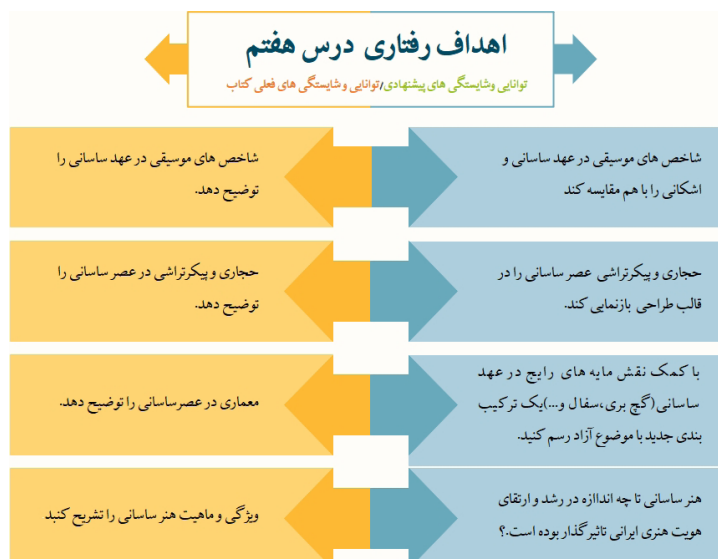 اهداف رفتاری درس هفتم
توانایی وشایستگی های پیشنهادی/توانایی و شایستگی های فعلی کتاب
شاخص های موسیقی در عهد ساسانی و
اشکانی را با هم مقایسه کند
شاخص های موسیقی در عهد ساسانی را
توضیح دهد.
حجاری و پیکرتراشی عصر ساسانی را در
قالب طراحی بازنمایی کند.
حجاری و پیکرتراشی در عصر ساسانی را
توضیح دهد.
با کمک نقش مایه های رایج در عهد
ساسانی(گچ بری،سفال و...)یک ترکیب
بندی جدید با موضوع آزاد رسم کنید.
معماری در عصرساسانی را توضیح دهد.
هنر ساسانی تا چه انداازه در رشد و ارتقای
هویت هنری ایرانی تاثیرگذار بوده است.؟
ویژگی و ماهیت هنر ساسانی را تشریح کنبد